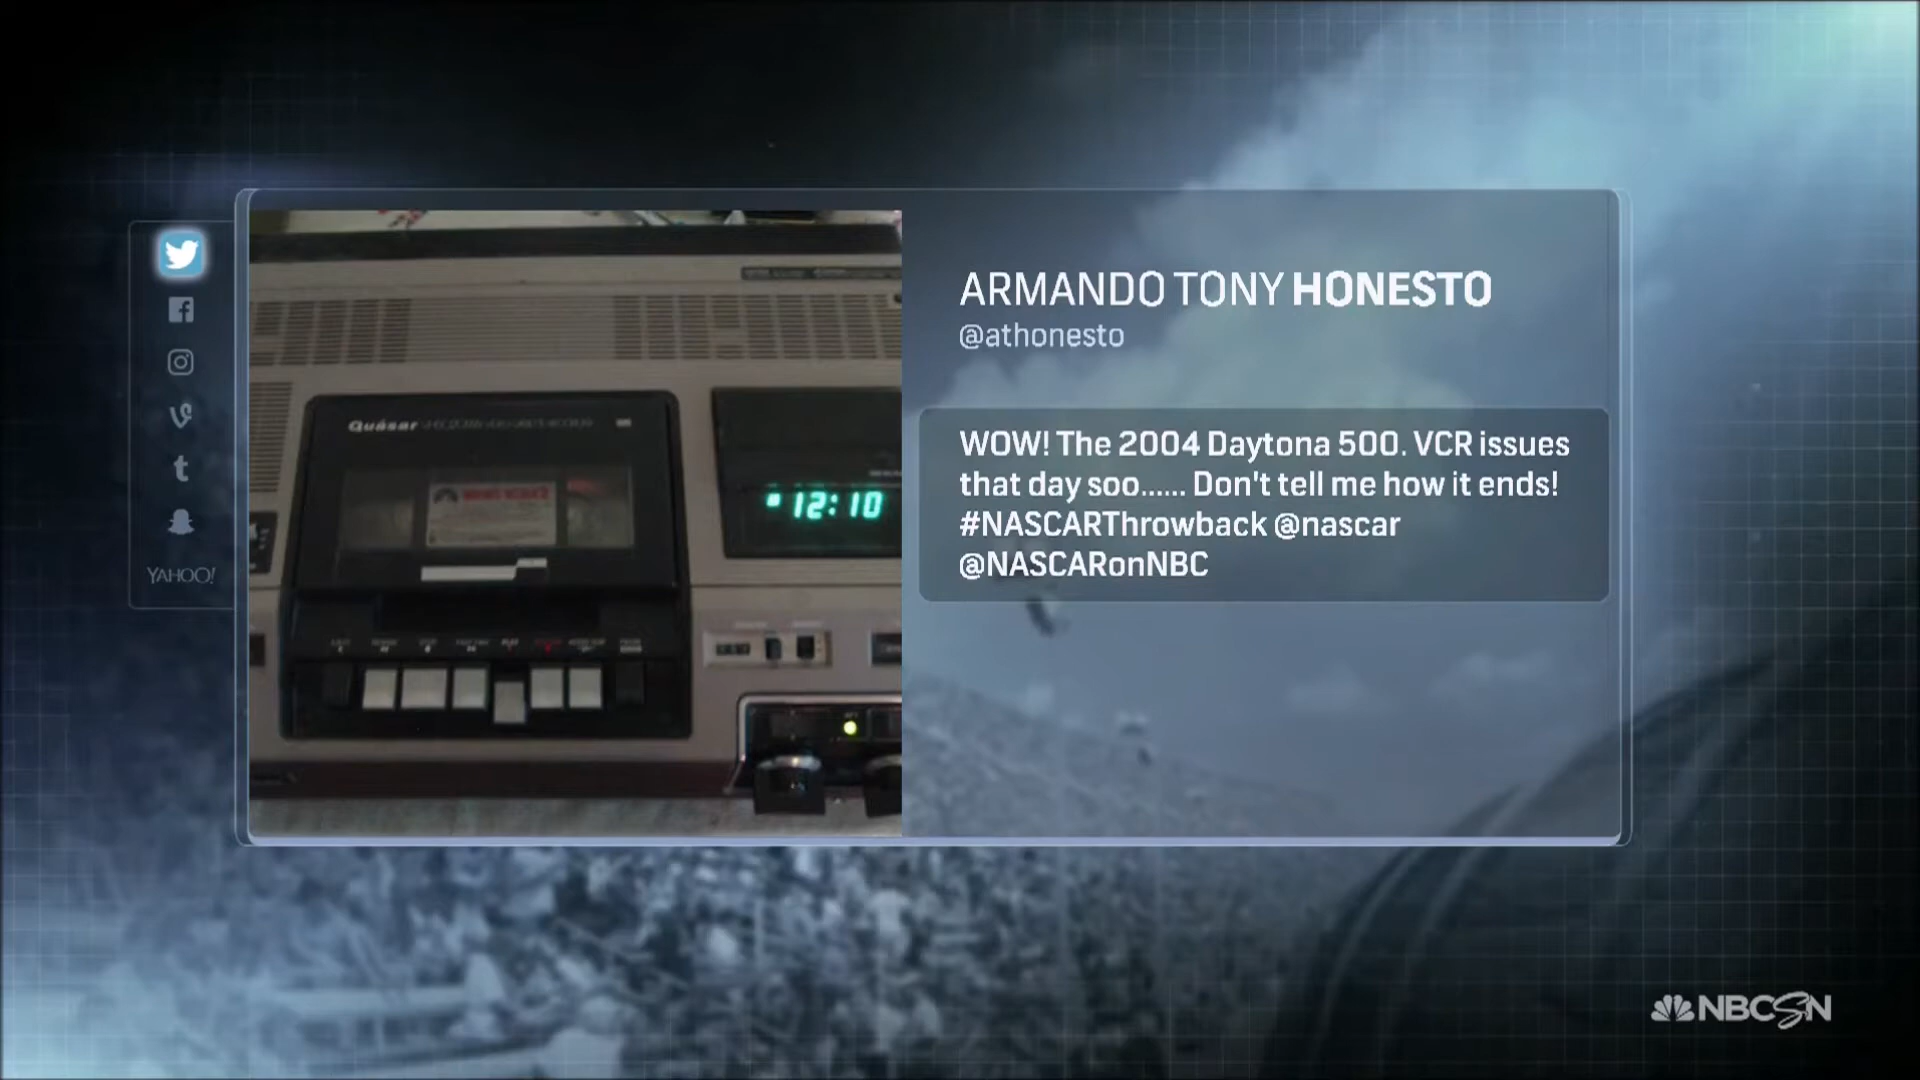 ARMANDO TONY HONESTO
@athonesto
WOW! The 2004 Daytona 500. VCR issues
that day soo...... Don't tell me how it ends!
#NASCARThrowback @nascar
@NASCARonNBC
YAHOO!
Quasar
12:10
NBCSN